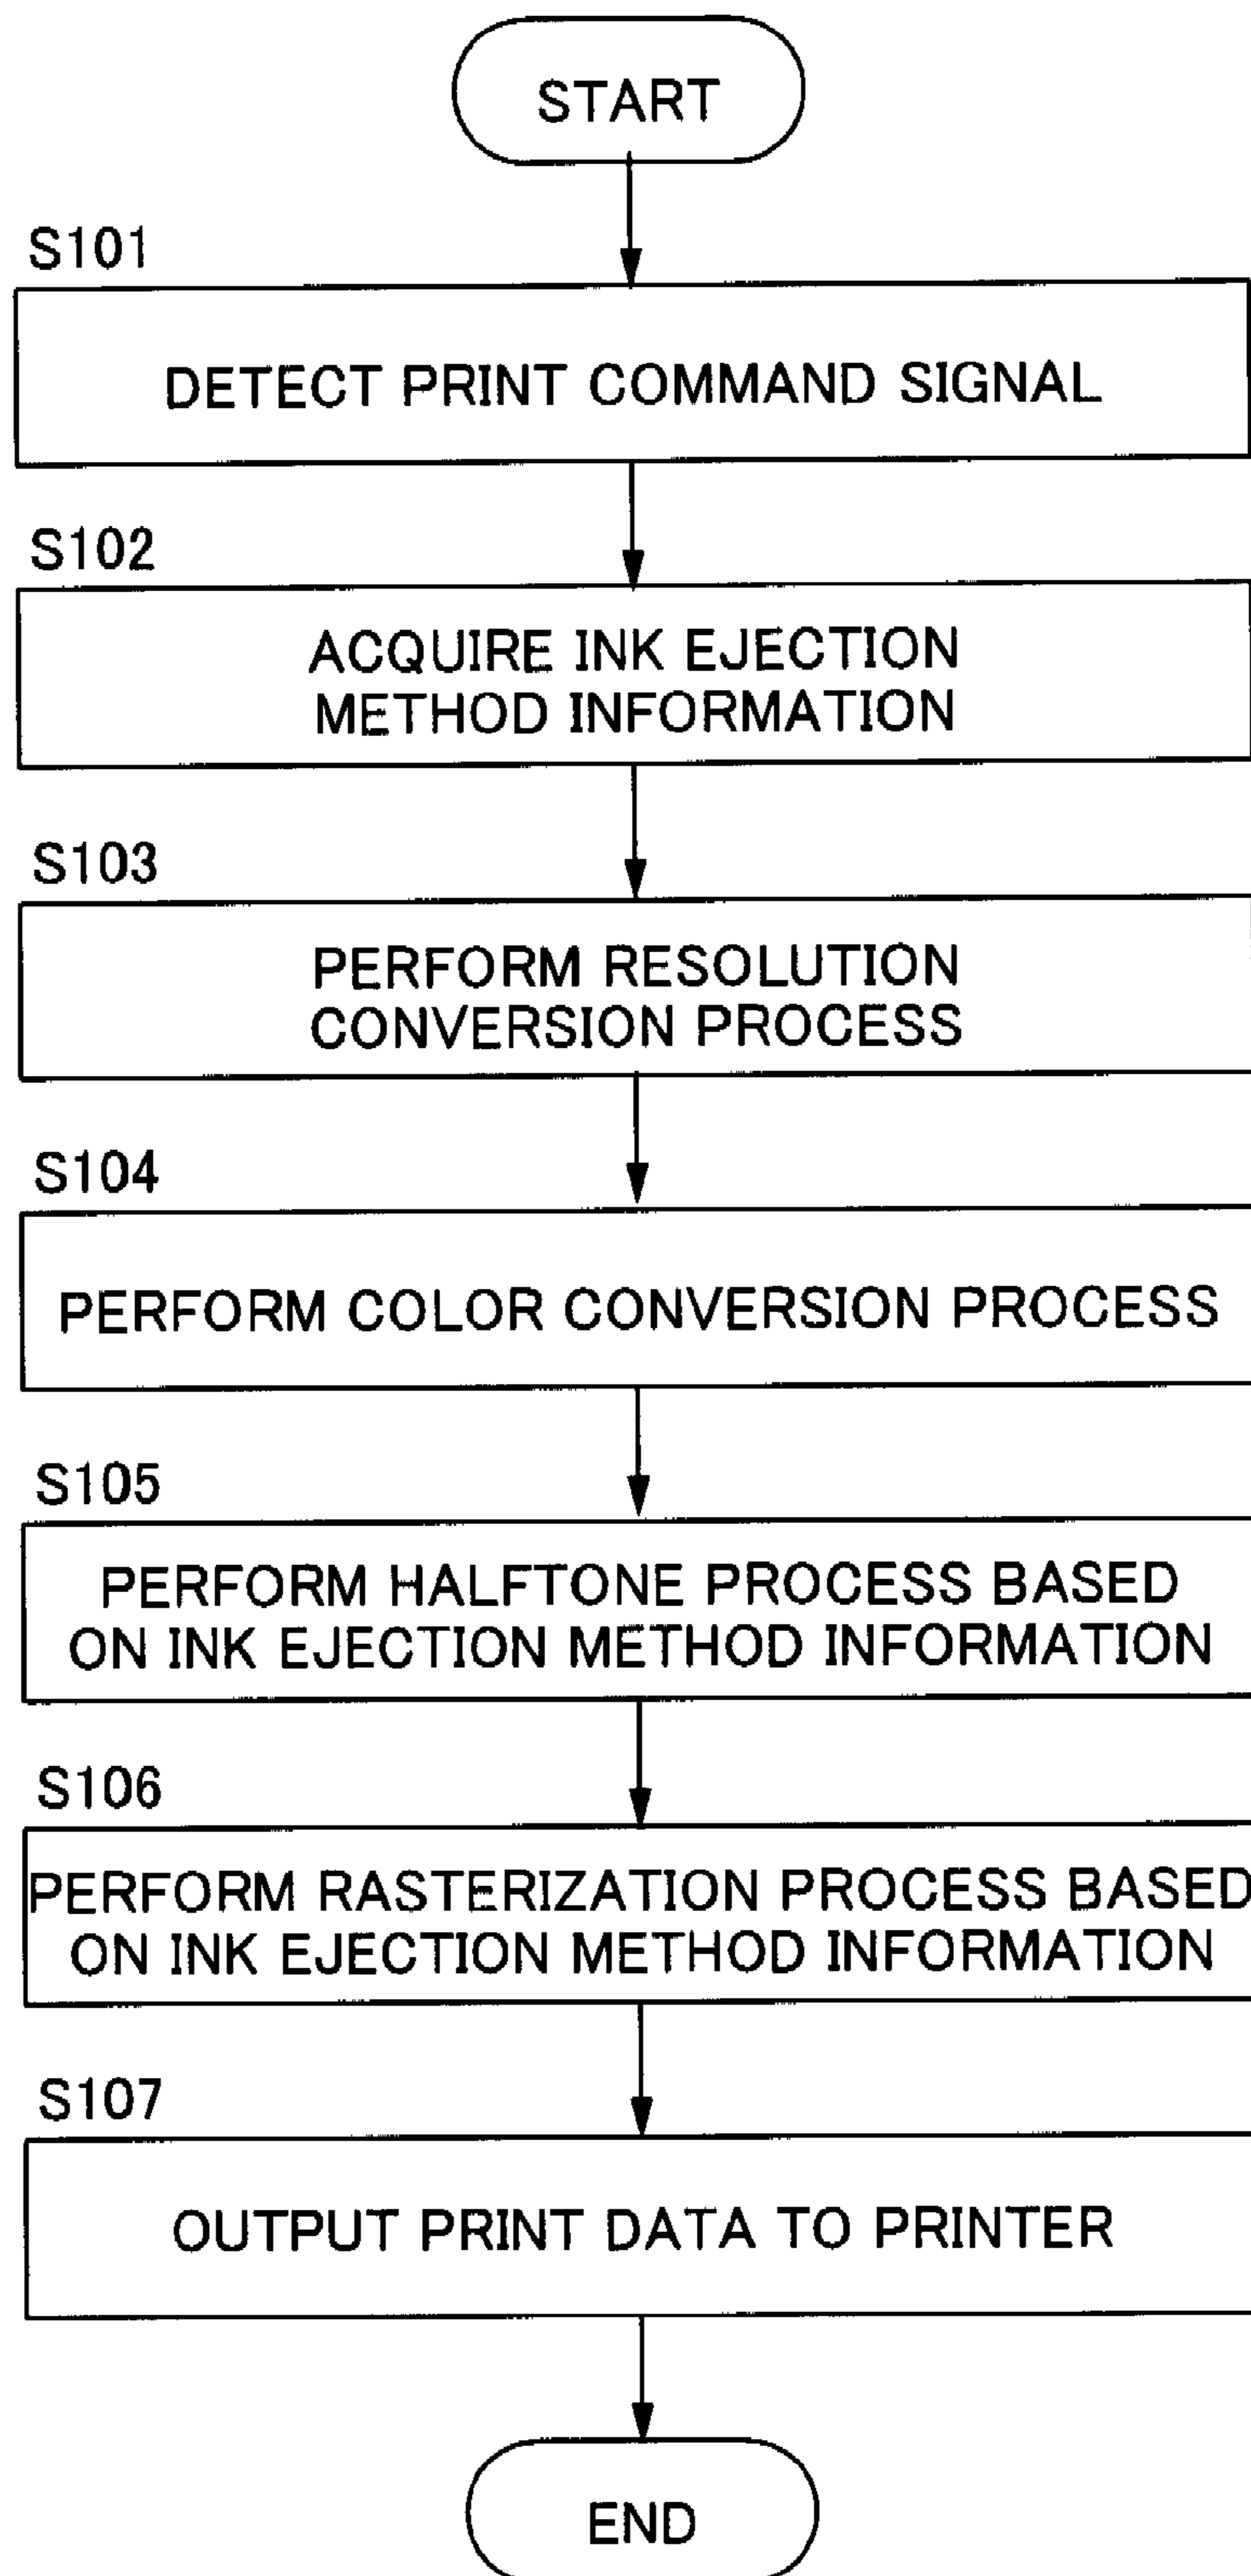 START
S101
DETECT PRINT COMMAND SIGNAL
S102
ACQUIRE INK EJECTION
METHOD INFORMATION
S103
PERFORM RESOLUTION
CONVERSION PROCESS
S104
PERFORM COLOR CONVERSION PROCESS
S105
PERFORM HALFTONE PROCESS BASED
ON INK EJECTION METHOD INFORMATION
S106
PERFORM RASTERIZATION PROCESS BASED
ON INK EJECTION METHOD INFORMATION
S107
OUTPUT PRINT DATA TO PRINTER
END